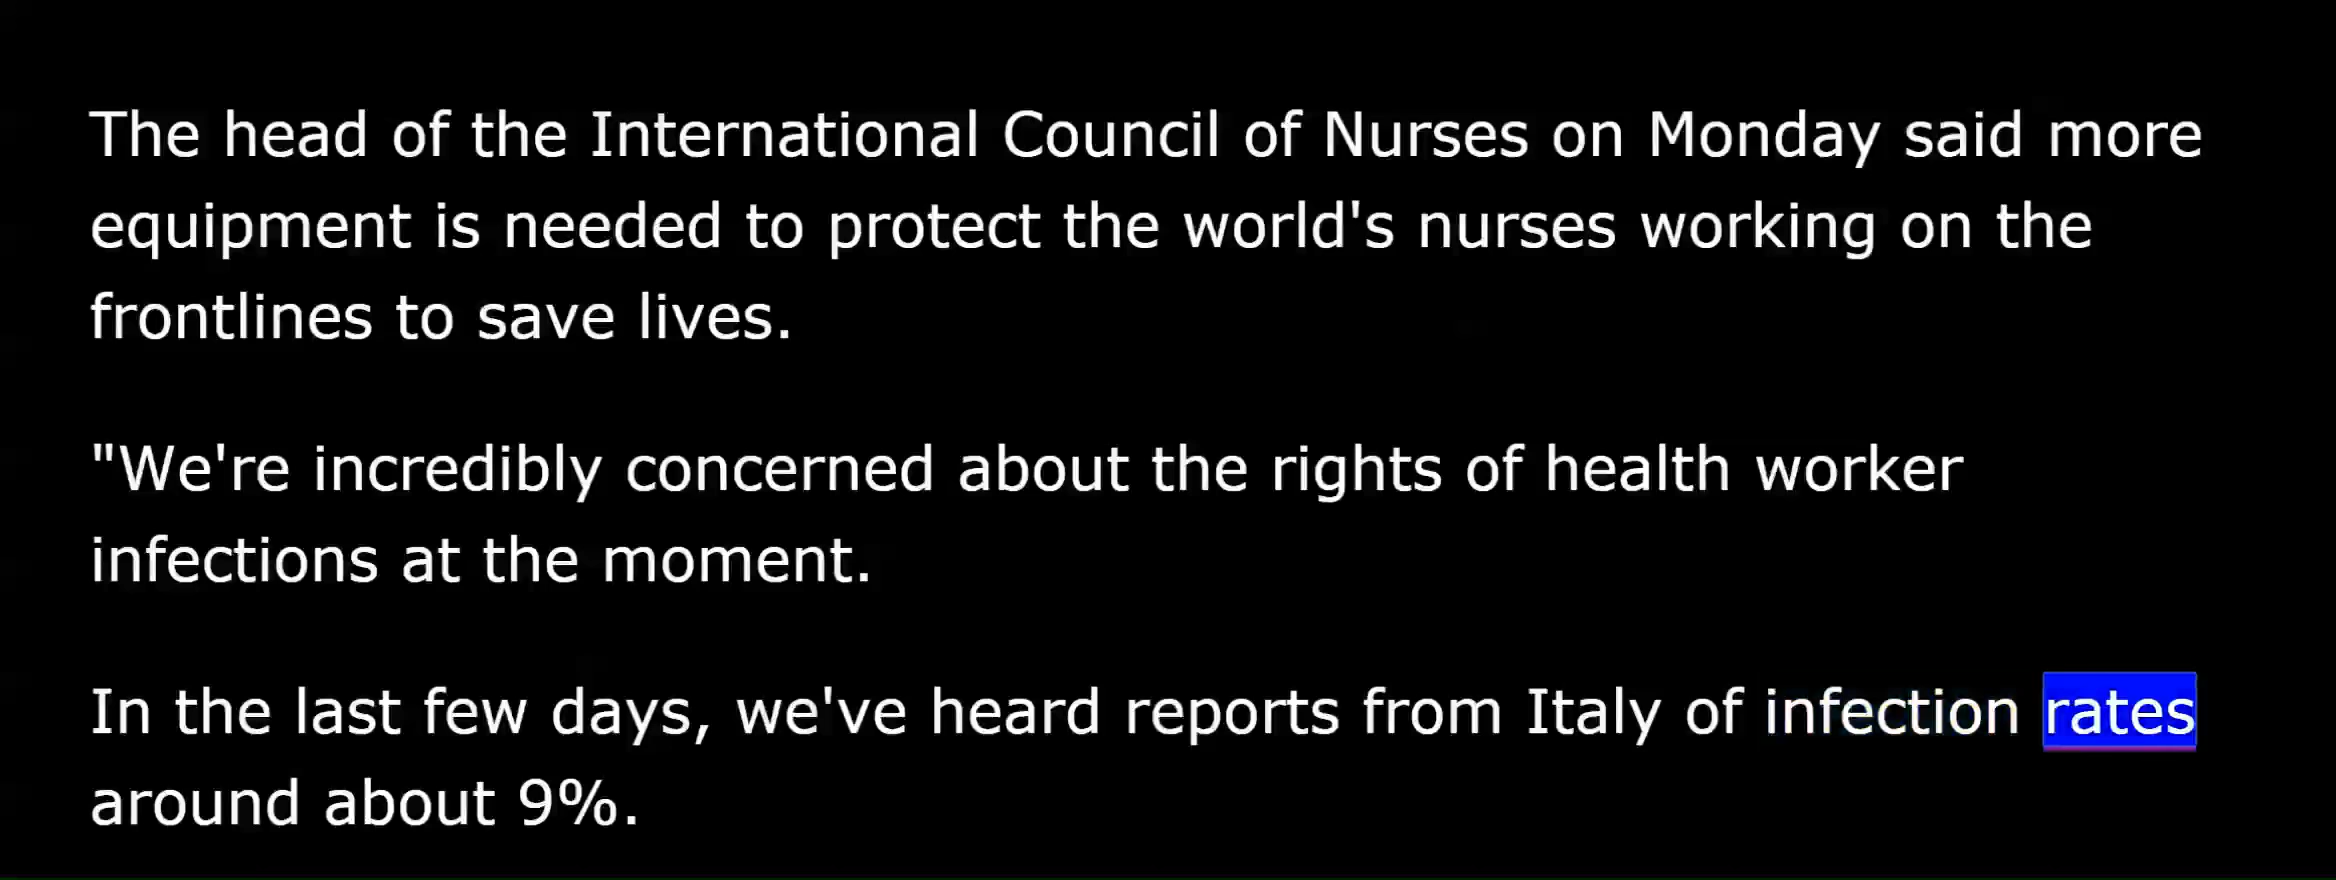 The head of the International Council of Nurses on Monday said more
equipment is needed to protect the world's nurses working on the
frontlines to save lives.
"We're incredibly concerned about the rights of health worker
infections at the moment.
In the last few days, we've heard reports from Italy of infection rates
around about 9%.